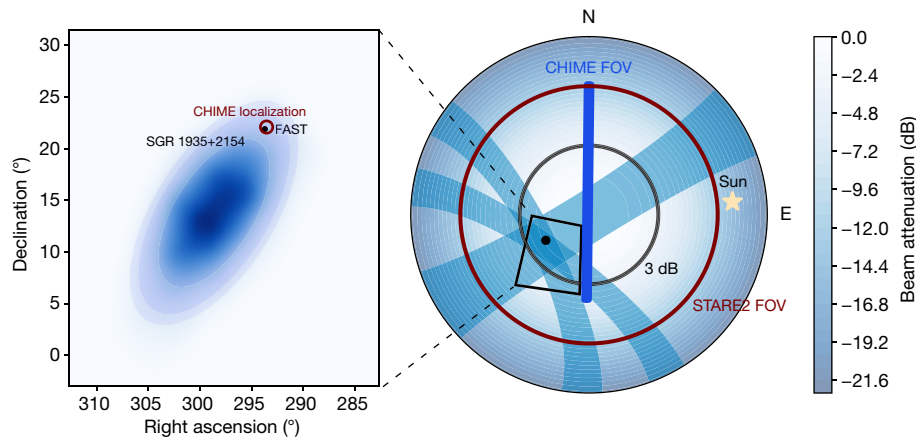 30
25
20
15
10
5
0
Declination (°)
310 305 300 295 290 285
Right ascension (°)
CHIME localization
FAST
SGR 1935+2154
N
CHIME FOV
Sun
E
3 dB
STARE2 FOV
0.0
−2.4
−4.8
−7.2
−9.6
−12.0
−14.4
−16.8
−19.2
−21.6
Beam attenuation (dB)